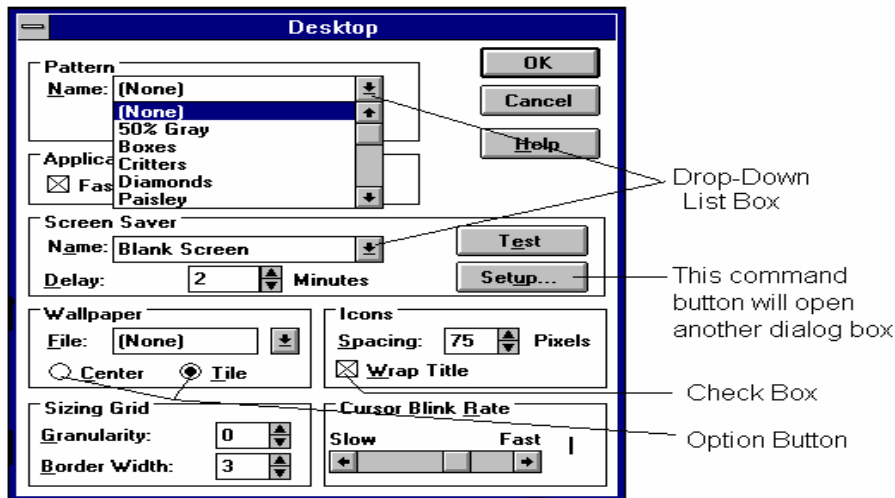 Desktop
Pattern
Name: (None)
(None)
50% Gray
Boxes
Critters
Diamonds
Paisley
OK
Cancel
Help
Drop-Down
List Box
Screen Saver
Name: Blank Screen
Test
Delay: 2 Minutes
Setup...
This command
button will open
another dialog box
Wallpaper
File: (None)
Center Tile
Icons
Spacing: 75 Pixels
Wrap Title
Check Box
Sizing Grid
Granularity: 0
Border Width: 3
Cursor Blink Rate
Slow Fast
Option Button